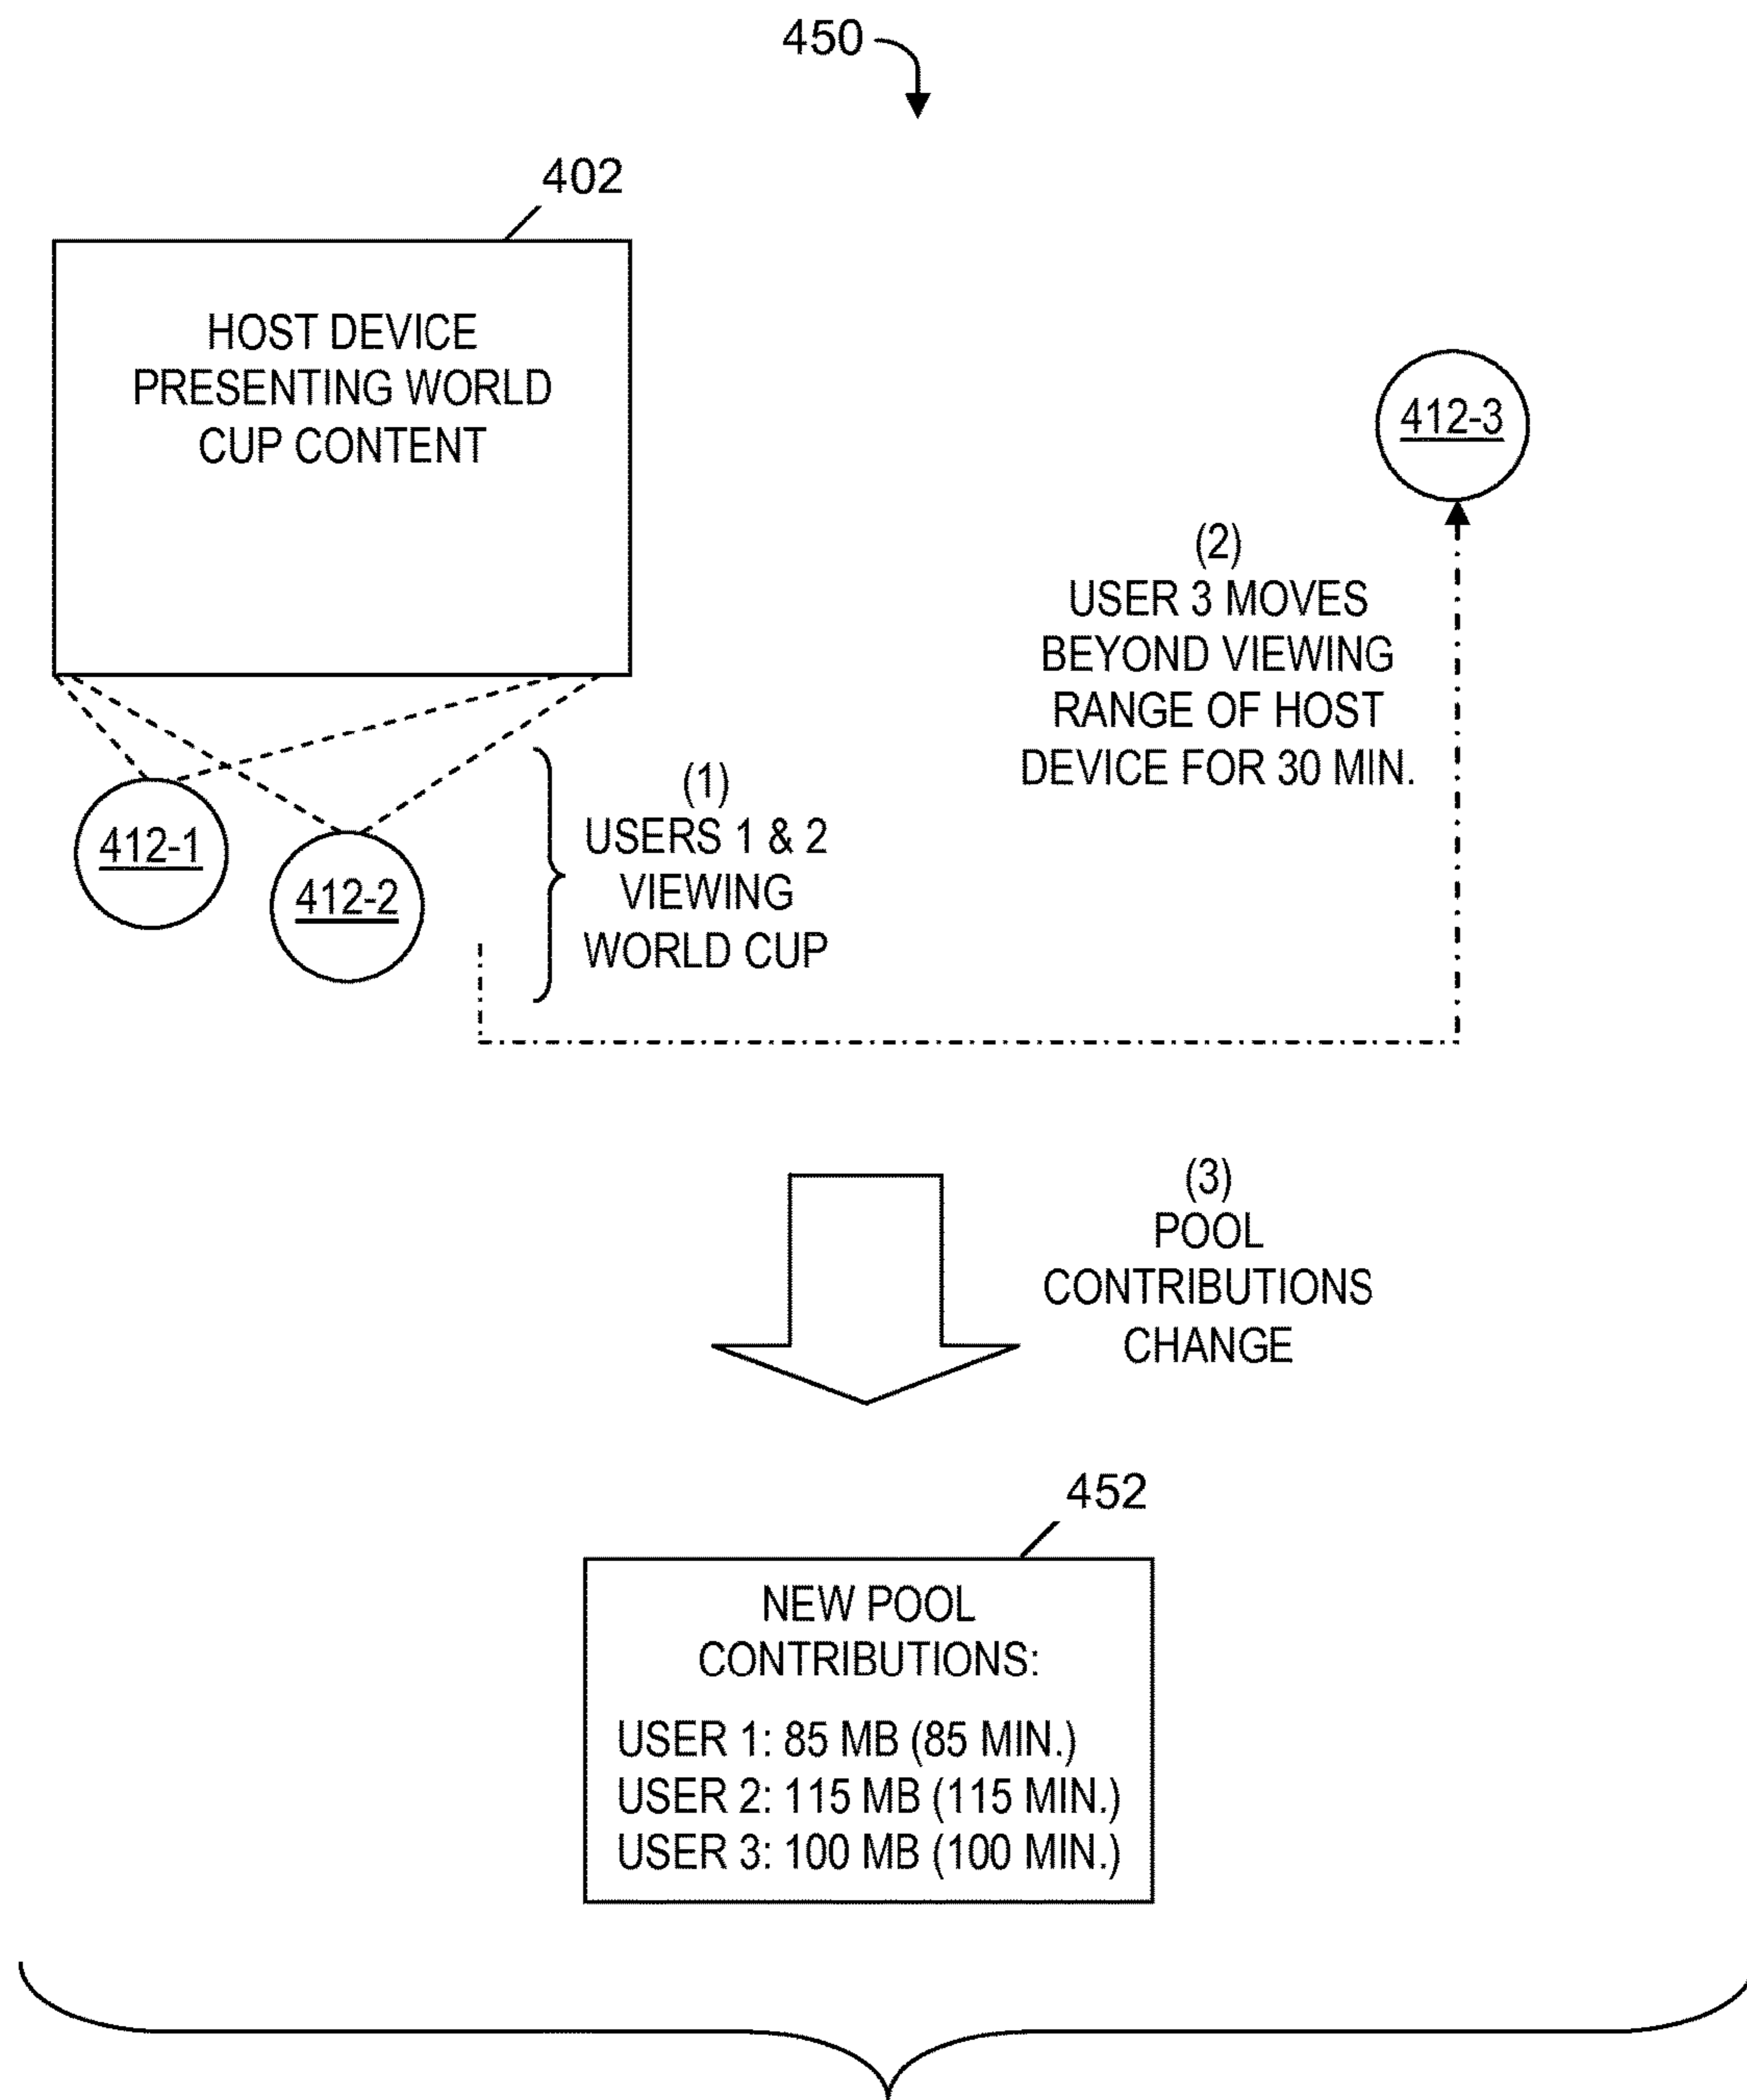 450
402
HOST DEVICE
PRESENTING WORLD
CUP CONTENT
412-3
(2)
USER 3 MOVES
BEYOND VIEWING
RANGE OF HOST
DEVICE FOR 30 MIN.
412-1
412-2
(1)
USERS 1 & 2
VIEWING
WORLD CUP
(3)
POOL
CONTRIBUTIONS
CHANGE
452
NEW POOL
CONTRIBUTIONS:
USER 1: 85 MB (85 MIN.)
USER 2: 115 MB (115 MIN.)
USER 3: 100 MB (100 MIN.)